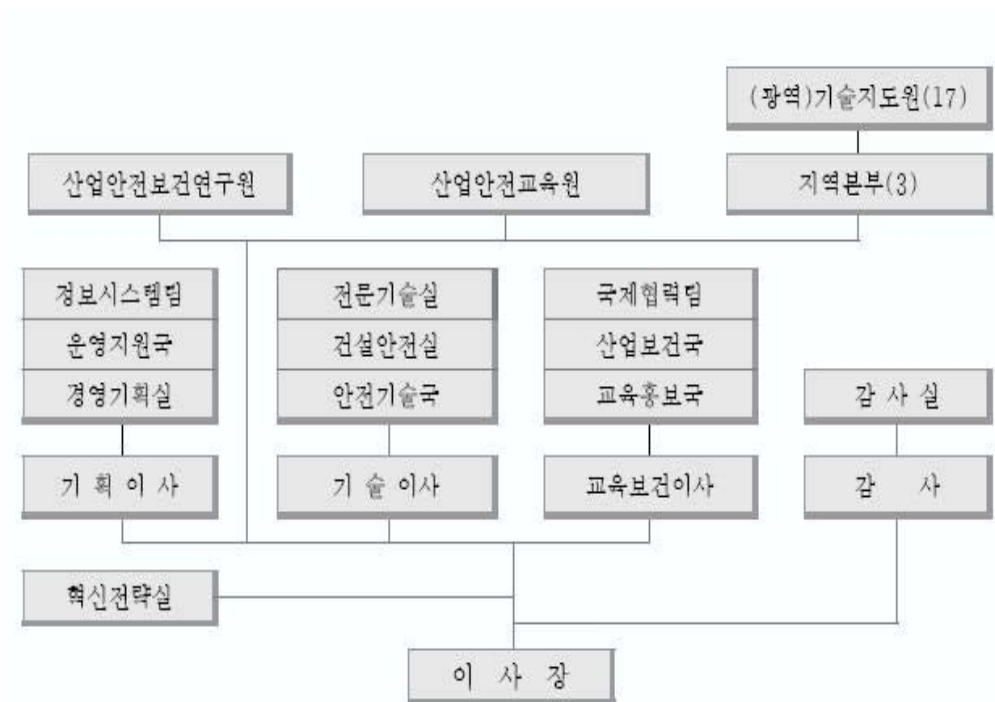 (광역)기술지도원(17)
산업안전보건연구원
산업안전교육원
지역본부(3)
정보시스템팀
전문기술실
국제협력팀
운영지원국
건설안전실
산업보건국
경영기획실
안전기술국
교육홍보국
감 사 실
기 획 이 사
기 술 이 사
교육보건이사
감 사
혁신전략실
이 사 장